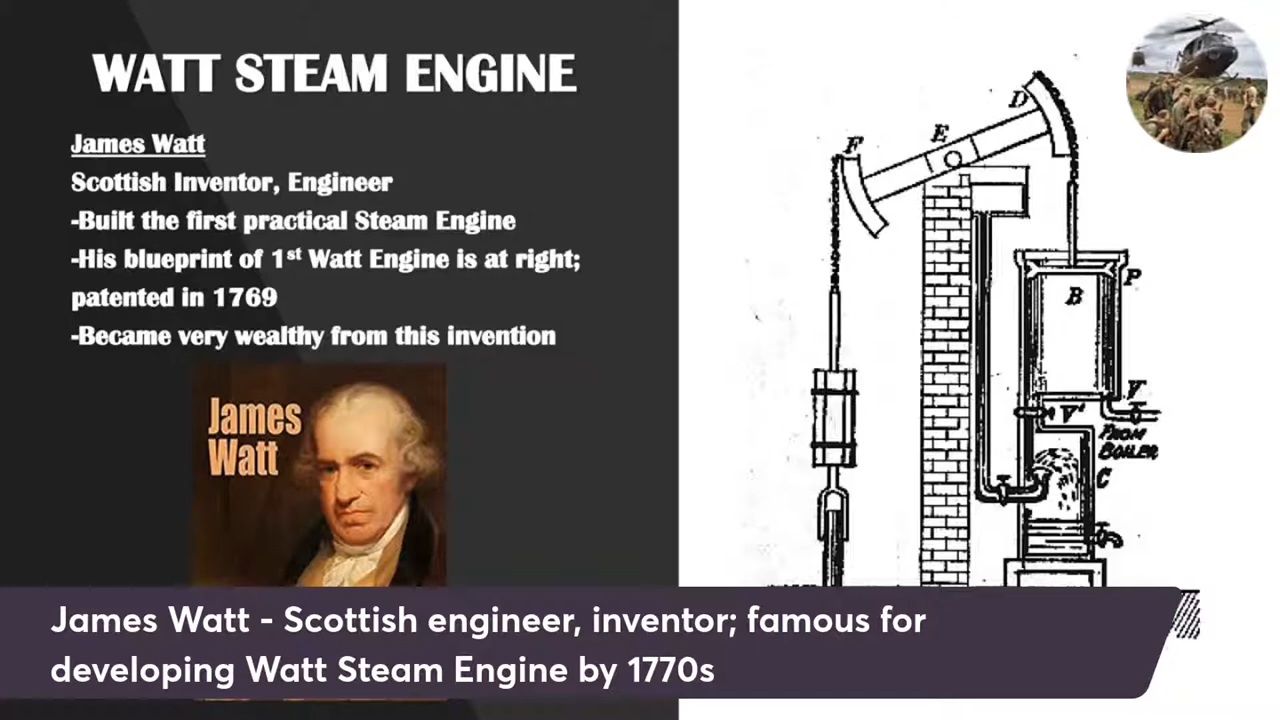 WATT STEAM ENGINE
James Watt
Scottish Inventor, Engineer
-Built the first practical Steam Engine
-His blueprint of 1st Watt Engine is at right;
patented in 1769
-Became very wealthy from this invention
James
Watt
D
E
F
P
B
V
V'
FROM
BOILER
C
James Watt - Scottish engineer, inventor; famous for
developing Watt Steam Engine by 1770s